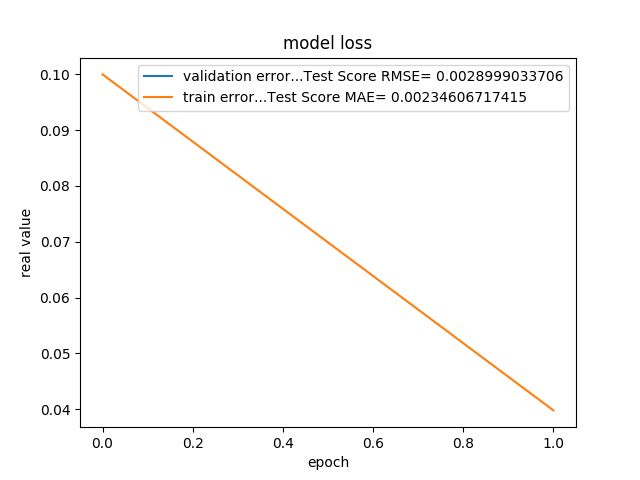 model loss
validation error...Test Score RMSE= 0.0028999033706
train error...Test Score MAE= 0.00234606717415
0.10
0.09
0.08
0.07
0.06
0.05
0.04
real value
0.0 0.2 0.4 0.6 0.8 1.0
epoch